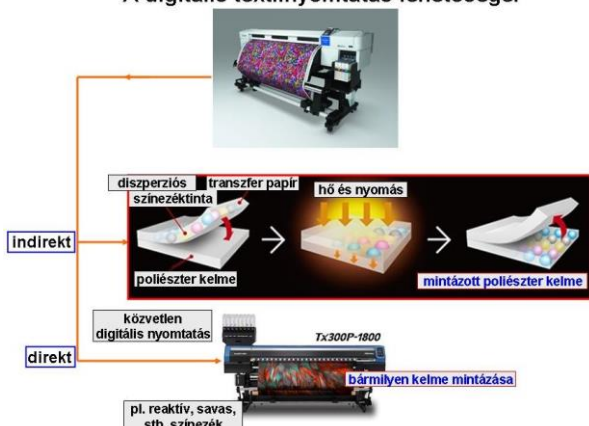 A digitális textilnyomtatás lehetőségei
diszperziós
színezéktinta
transzfer papír
hő és nyomás
indirekt
poliészter kelme
mintázott poliészter kelme
közvetlen
digitális nyomtatás
Tx300P-1800
direkt
bármilyen kelme mintázása
pl. reaktív, savas,
stb. színezék